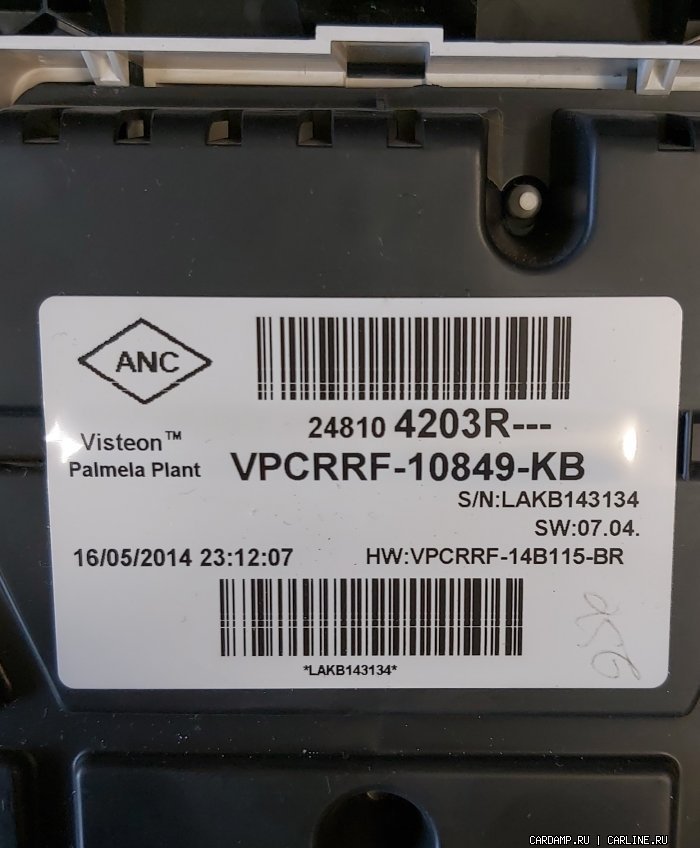 ANC
24810 4203R---
Visteon™
Palmela Plant
VPCRRF-10849-KB
S/N:LAKB143134
SW:07.04.
16/05/2014 23:12:07
HW:VPCRRF-14B115-BR
*LAKB143134*
CARDAMP.RU | CARLINE.RU